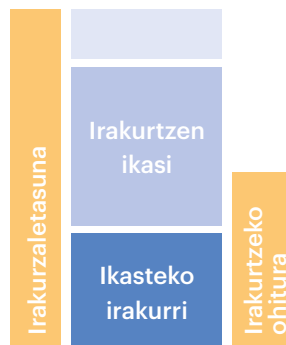 Irakurzaletasuna
Irakurtzen
ikasi
Ikasteko
irakurri
Irakurtzeko
ohitura